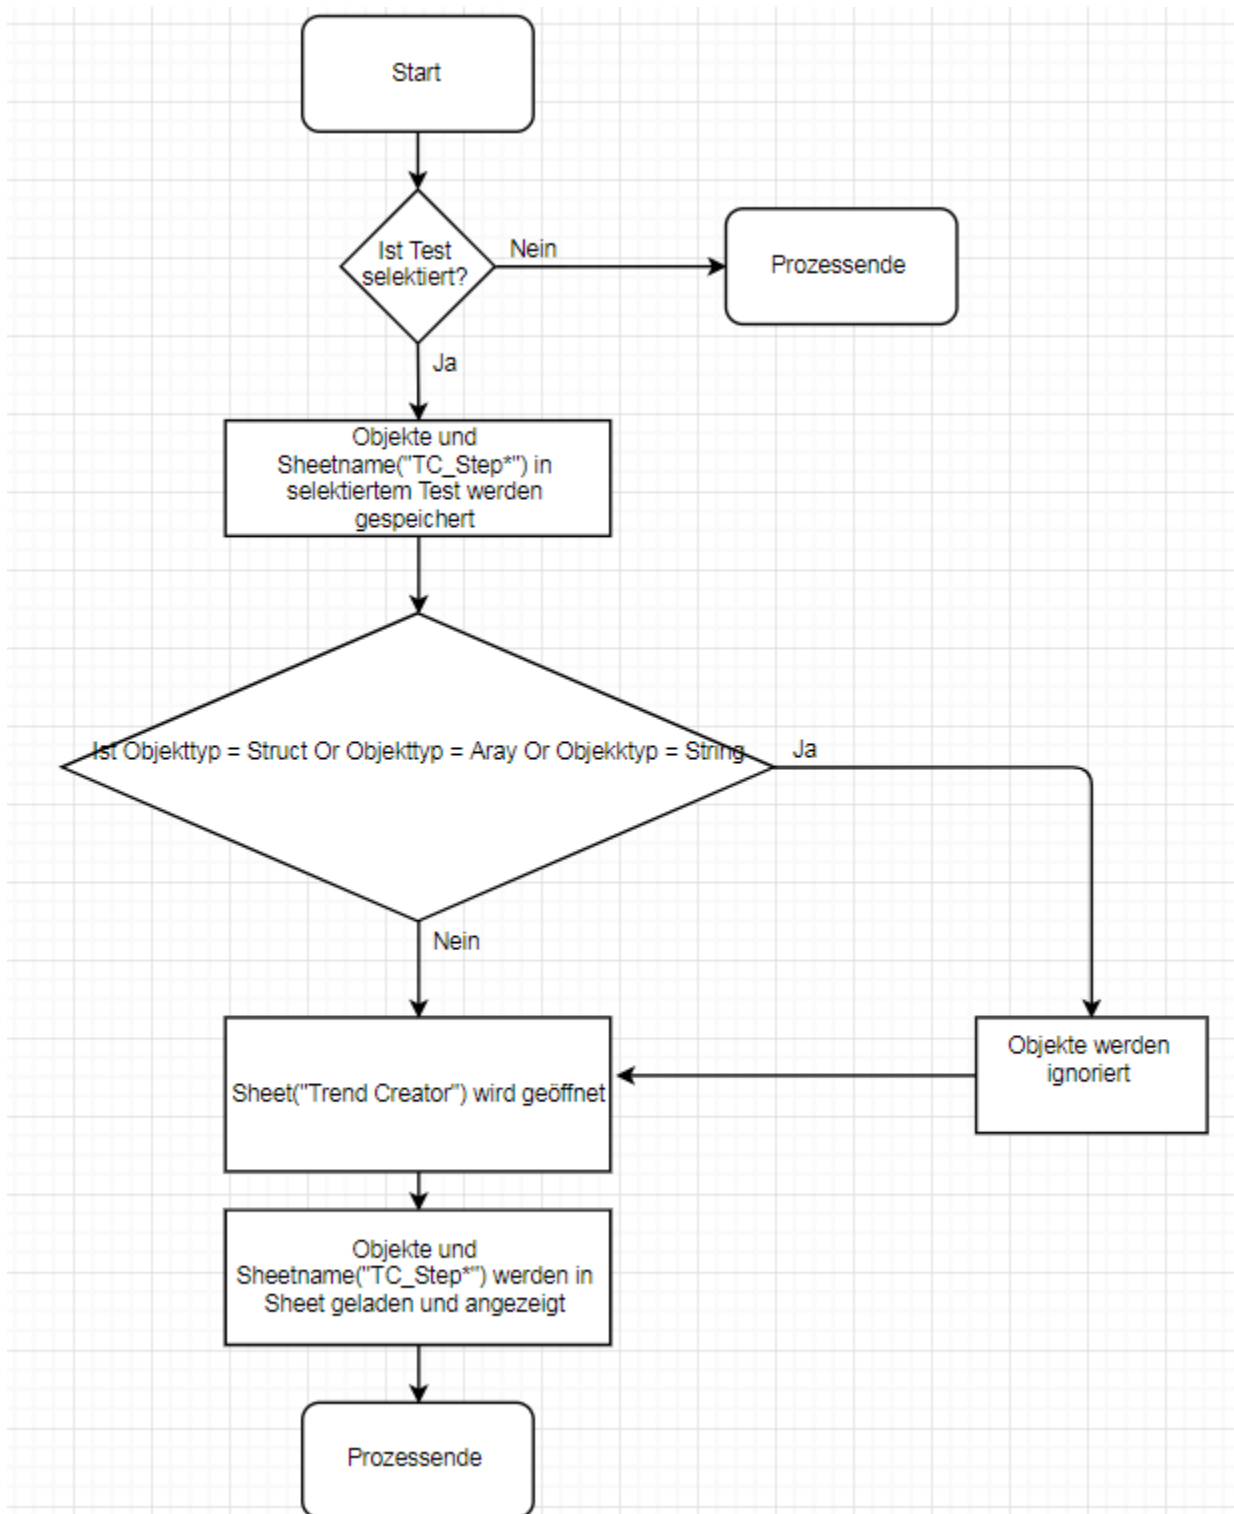 Start
Ist Test
selektiert?
Nein
Prozessende
Ja
Objekte und
Sheetname("TC_Step*") in
selektiertem Test werden
gespeichert
Ist Objekttyp = Struct Or Objekttyp = Aray Or Objekktyp = String
Ja
Nein
Sheet("Trend Creator") wird geöffnet
Objekte werden
ignoriert
Objekte und
Sheetname("TC_Step*") werden in
Sheet geladen und angezeigt
Prozessende